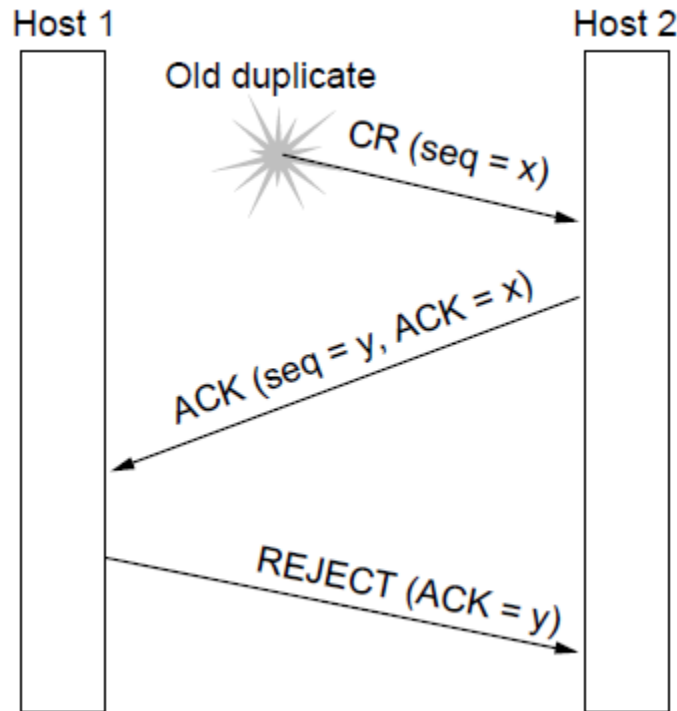 Host 1
Host 2
Old duplicate
CR (seq = x)
ACK (seq = y, ACK = x)
REJECT (ACK = y)